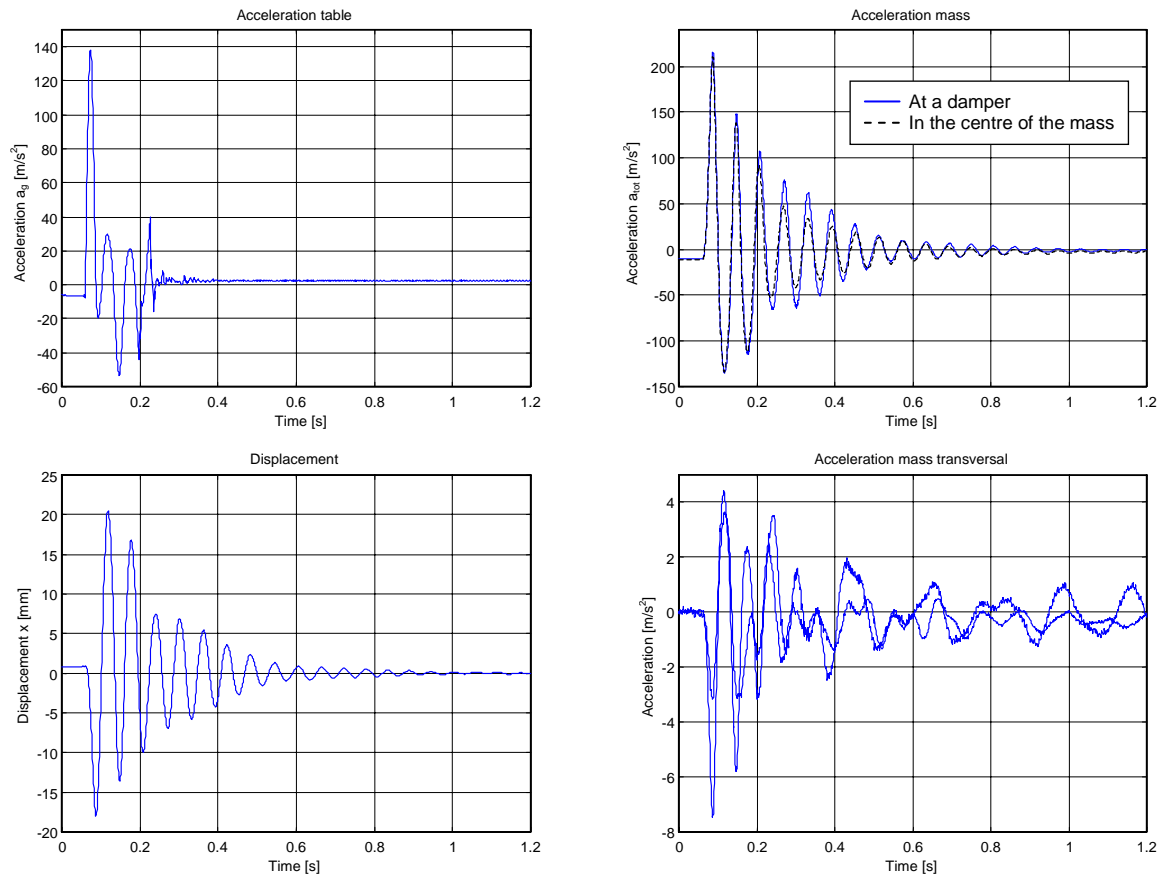 Acceleration table
Acceleration a_g [m/s²]
140
120
100
80
60
40
20
0
-20
-40
-60
0 0.2 0.4 0.6 0.8 1 1.2
Time [s]
Acceleration mass
Acceleration a_tot [m/s²]
200
150
100
50
0
-50
-100
-150
At a damper
In the centre of the mass
0 0.2 0.4 0.6 0.8 1 1.2
Time [s]
Displacement
Displacement x [mm]
25
20
15
10
5
0
-5
-10
-15
-20
0 0.2 0.4 0.6 0.8 1 1.2
Time [s]
Acceleration mass transversal
Acceleration [m/s²]
4
2
0
-2
-4
-6
-8
0 0.2 0.4 0.6 0.8 1 1.2
Time [s]